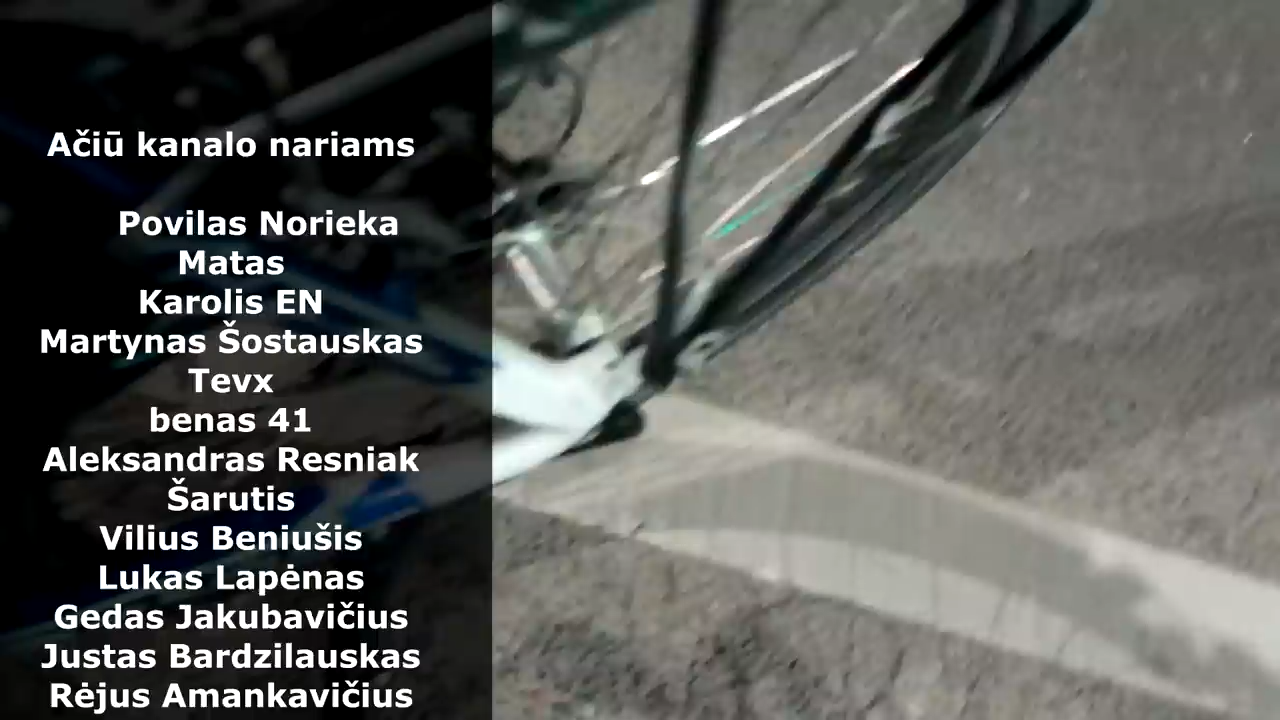 Ačiū kanalo nariams
Povilas Norieka
Matas
Karolis EN
Martynas Šostauskas
Tevx
benas 41
Aleksandras Resniak
Šarutis
Vilius Beniušis
Lukas Lapėnas
Gedas Jakubavičius
Justas Bardzilauskas
Rėjus Amankavičius